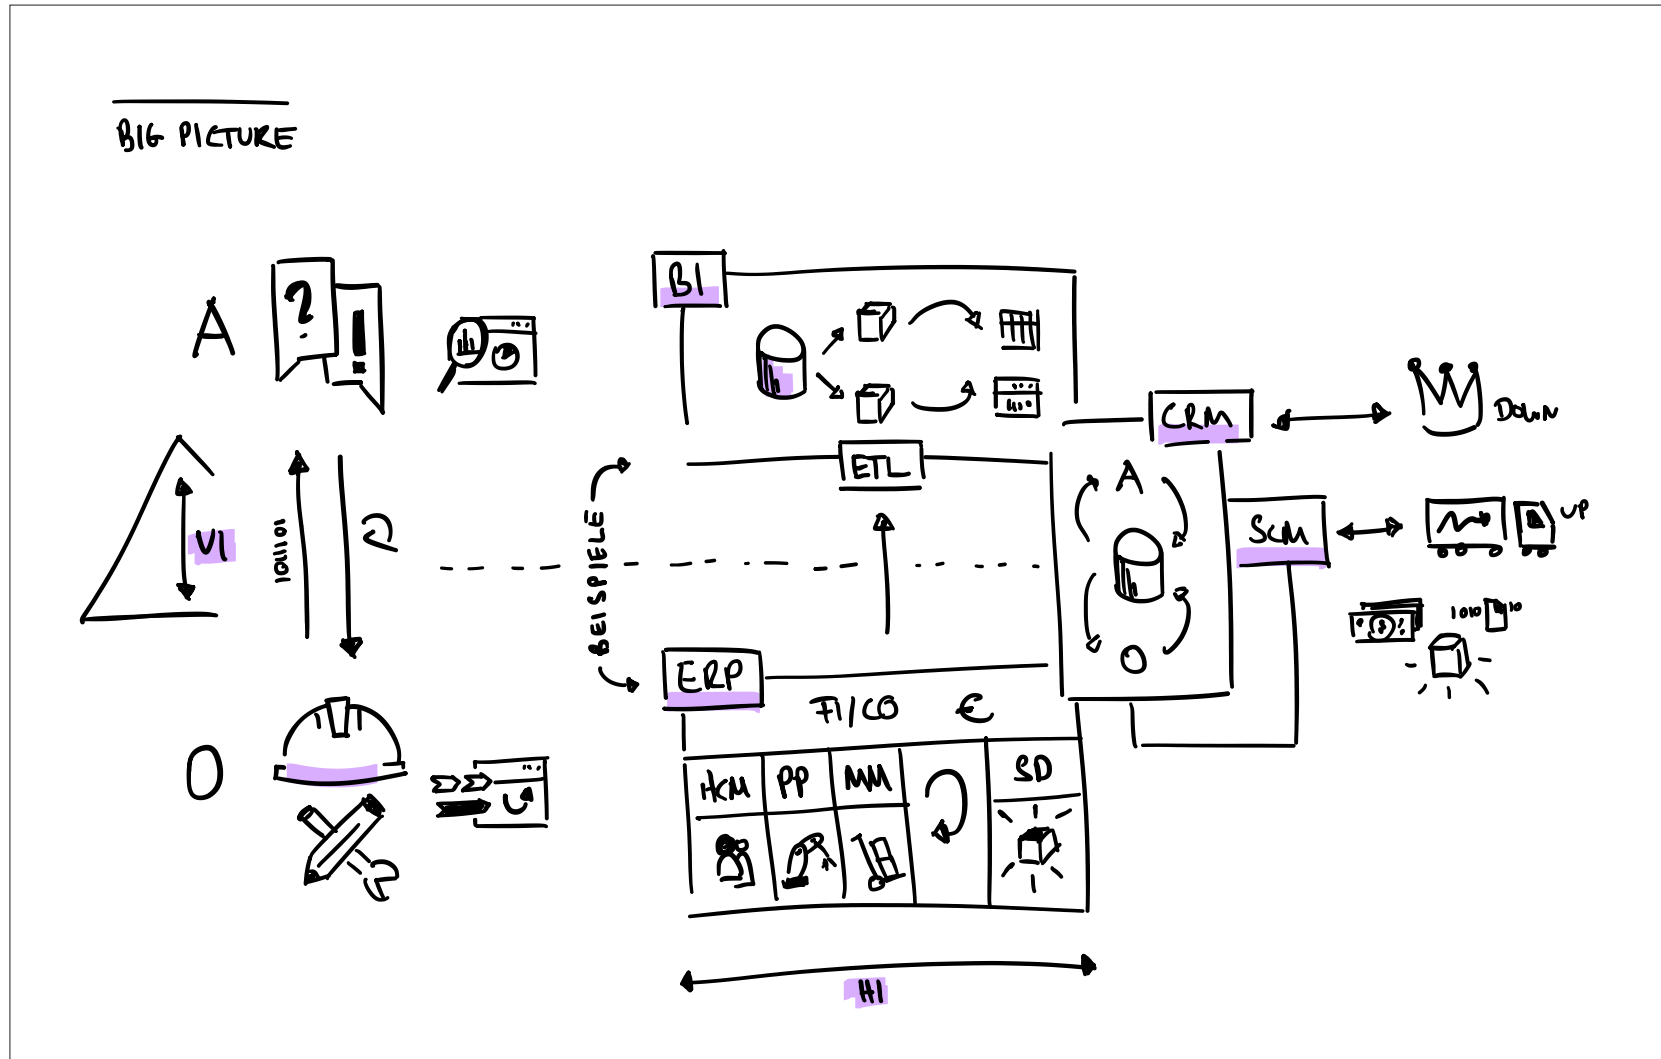 BIG PICTURE
A
?
!
VI
1011101
O
BEISPIELE
BI
ETL
ERP
FI/CO €
HCM PP MM SD
HI
CRM
A
O
SCM
DOWN
UP
1010 10